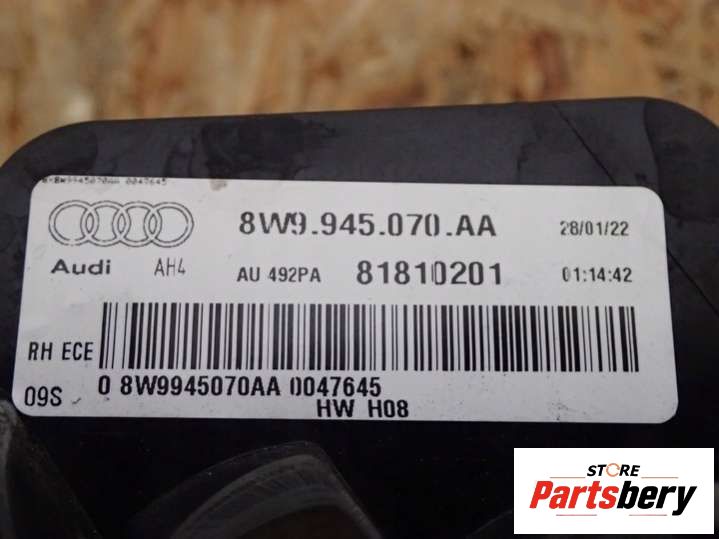 0*8W9945070AA 0047645
8W9.945.070.AA 28/01/22
Audi AH4 AU 492PA 81810201 01:14:42
RH ECE
09S 0 8W9945070AA 0047645
HW H08
STORE
Partsbery